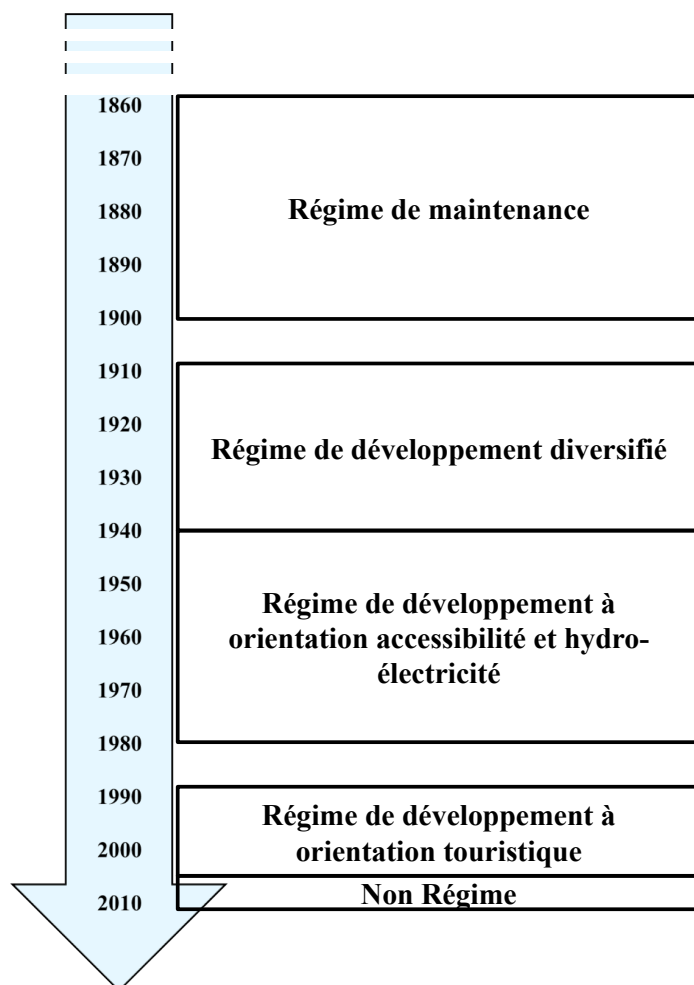 1860
1870
1880
1890
1900
1910
1920
1930
1940
1950
1960
1970
1980
1990
2000
2010
Régime de maintenance
Régime de développement diversifié
Régime de développement à
orientation accessibilité et hydro-
électricité
Régime de développement à
orientation touristique
Non Régime